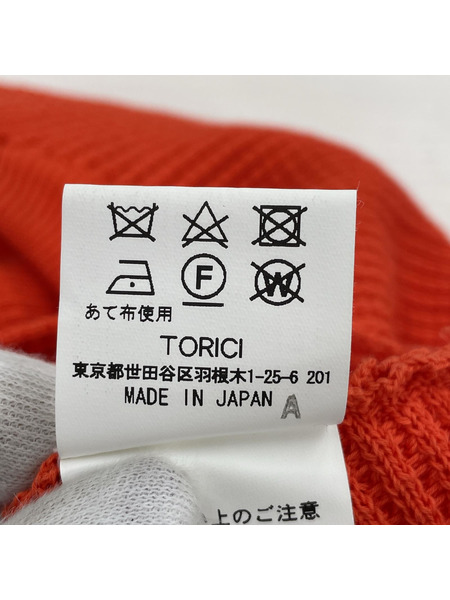 F W
あて布使用
TORICI
東京都世田谷区羽根木1-25-6 201
MADE IN JAPAN A
上のご注意